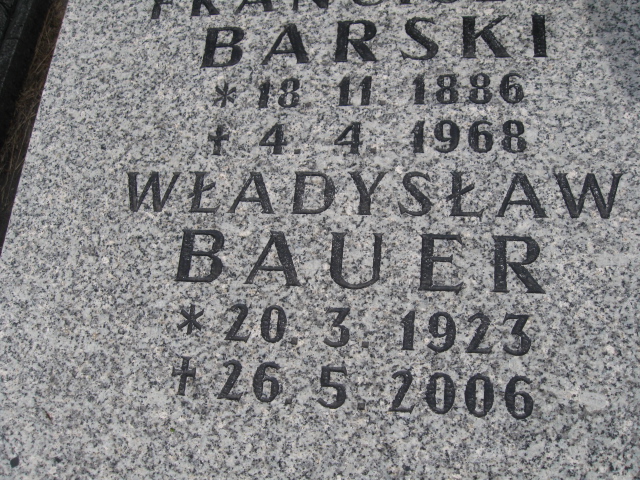 BARSKI
* 18 11 1886
† 4. 4. 1968
WŁADYSŁAW
BAUER
* 20. 3. 1923
† 26. 5. 2006